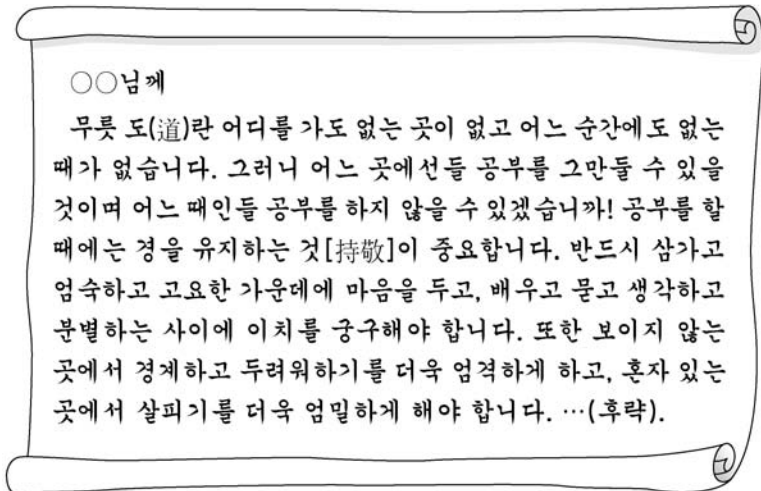 ○○님께
무릇 도(道)란 어디를 가도 없는 곳이 없고 어느 순간에도 없는
때가 없습니다. 그러니 어느 곳에선들 공부를 그만둘 수 있을
것이며 어느 때인들 공부를 하지 않을 수 있겠습니까! 공부를 할
때에는 경을 유지하는 것[持敬]이 중요합니다. 반드시 삼가고
엄숙하고 고요한 가운데에 마음을 두고, 배우고 묻고 생각하고
분별하는 사이에 이치를 궁구해야 합니다. 또한 보이지 않는
곳에서 경계하고 두려워하기를 더욱 엄격하게 하고, 혼자 있는
곳에서 살피기를 더욱 엄밀하게 해야 합니다. …(후략).